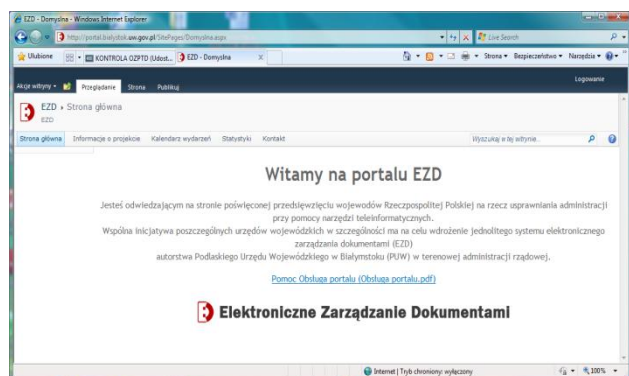 EZD - Domyslna - Windows Internet Explorer
http://portal.bialystok.uw.gov.pl/SitePages/Domyslna.aspx
Live Search
Ulubione
KONTROLA OZPTD (Udost...
EZD - Domyslna
Strona
Bezpieczeństwo
Narzędzia
Akcje witryny
Przeglądanie
Strona
Publikuj
Logowanie
EZD › Strona główna
EZD
Strona główna
Informacje o projekcie
Kalendarz wydarzeń
Statystyki
Kontakt
Wyszukaj w tej witrynie...
Witamy na portalu EZD
Jesteś odwiedzającym na stronie poświęconej przedsięwzięciu wojewodów Rzeczpospolitej Polskiej na rzecz usprawniania administracji
przy pomocy narzędzi teleinformatycznych.
Wspólna inicjatywa poszczególnych urzędów wojewódzkich w szczególności ma na celu wdrożenie jednolitego systemu elektronicznego
zarządzania dokumentami (EZD)
autorstwa Podlaskiego Urzędu Wojewódzkiego w Białymstoku (PUW) w terenowej administracji rządowej.
Pomoc Obsługa portalu (Obsługa portalu.pdf)
Elektroniczne Zarządzanie Dokumentami
Internet | Tryb chroniony: wyłączony
100%